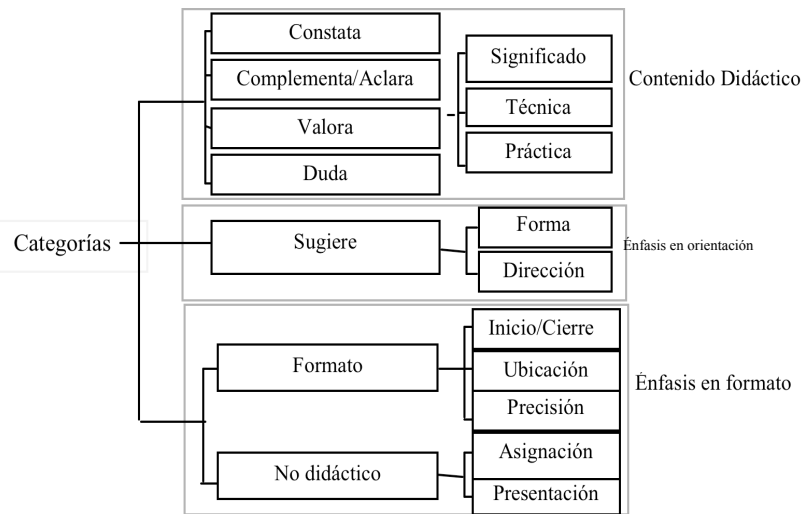 Constata
Complementa/Aclara
Valora
Duda
Significado
Técnica
Práctica
Contenido Didáctico
Categorías
Sugiere
Forma
Dirección
Énfasis en orientación
Formato
Inicio/Cierre
Ubicación
Precisión
Énfasis en formato
No didáctico
Asignación
Presentación